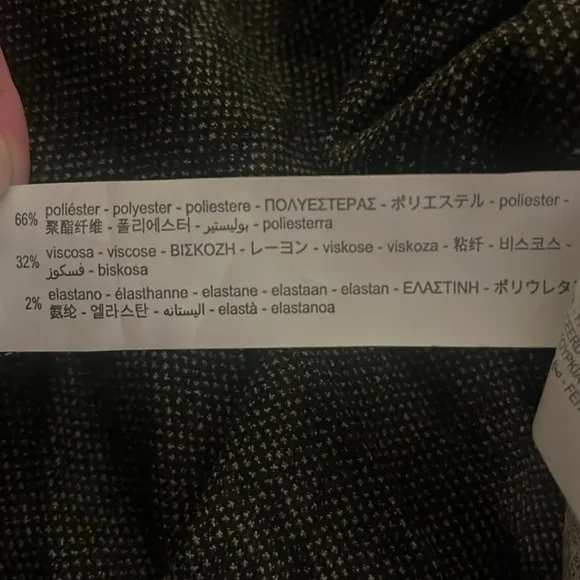 66% poliéster - polyester - poliestere - ΠΟΛΥΕΣΤΕΡΑΣ - ポリエステル - poliester -
聚酯纤维 - 폴리에스터 - بوليستير - poliesterra
32% viscosa - viscose - ΒΙΣΚΟΖΗ - レーヨン - viskose - viskoza - 粘纤 - 비스코스 -
فسكوز - biskosa
2% elastano - élasthanne - elastane - elastaan - elastan - ΕΛΑΣΤΙΝΗ - ポリウレタ
氨纶 - 엘라스탄 - اليستانه - elastà - elastanoa